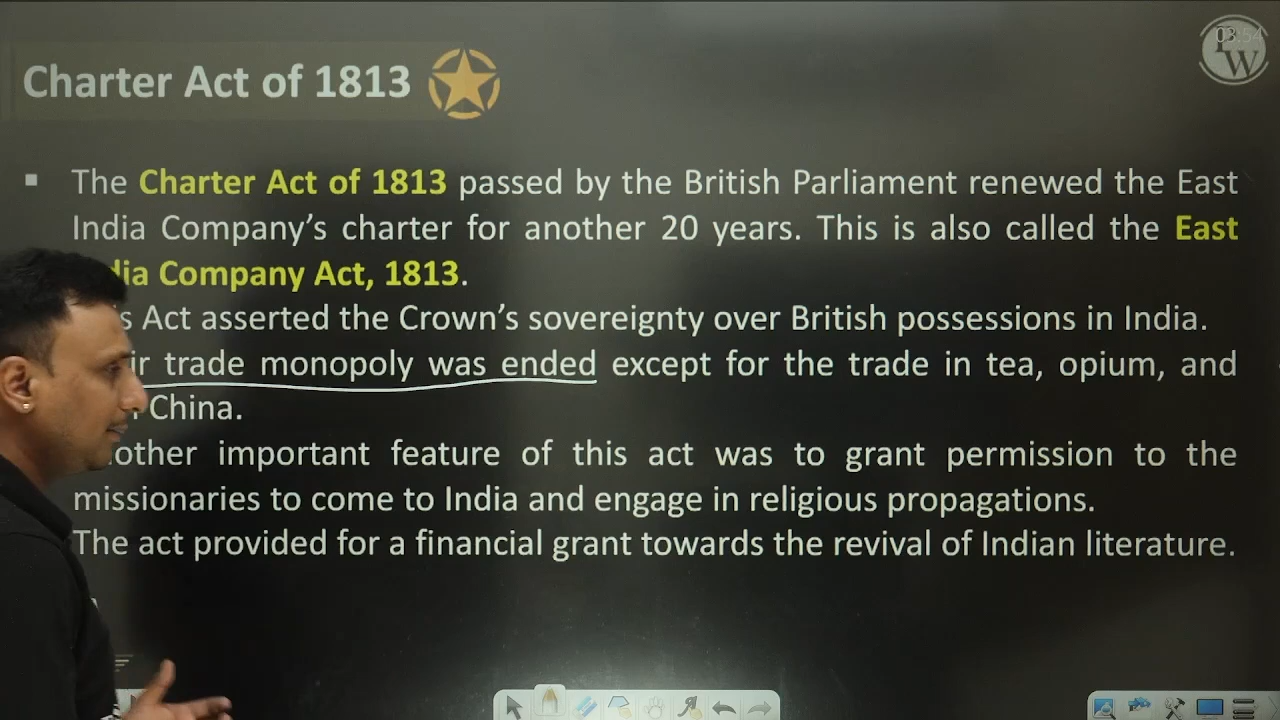 Charter Act of 1813
The Charter Act of 1813 passed by the British Parliament renewed the East
India Company’s charter for another 20 years. This is also called the East
Company Act, 1813.
Act asserted the Crown’s sovereignty over British possessions in India.
trade monopoly was ended except for the trade in tea, opium, and
China.
important feature of this act was to grant permission to the
missionaries to come to India and engage in religious propagations.
The act provided for a financial grant towards the revival of Indian literature.